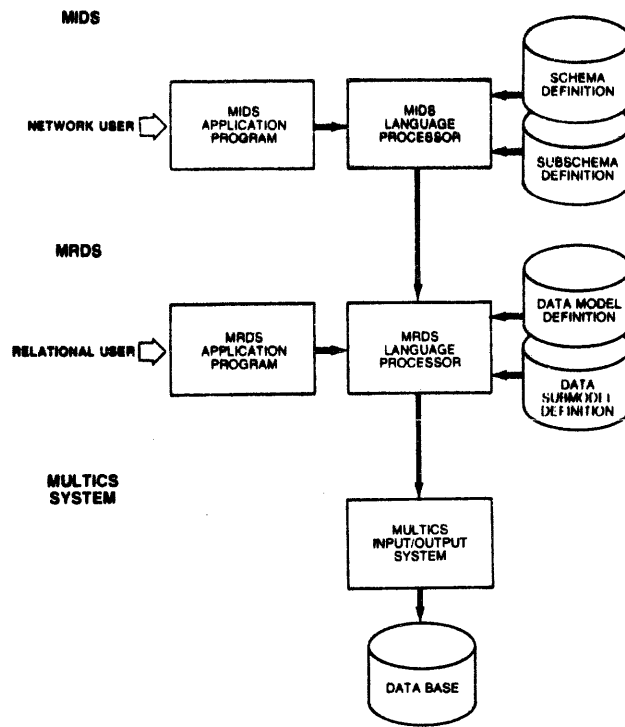 MIDS
NETWORK USER
MIDS
APPLICATION
PROGRAM
MIDS
LANGUAGE
PROCESSOR
SCHEMA
DEFINITION
SUBSCHEMA
DEFINITION
MRDS
RELATIONAL USER
MRDS
APPLICATION
PROGRAM
MRDS
LANGUAGE
PROCESSOR
DATA MODEL
DEFINITION
DATA
SUBMODEL
DEFINITION
MULTICS
SYSTEM
MULTICS
INPUT/OUTPUT
SYSTEM
DATA BASE